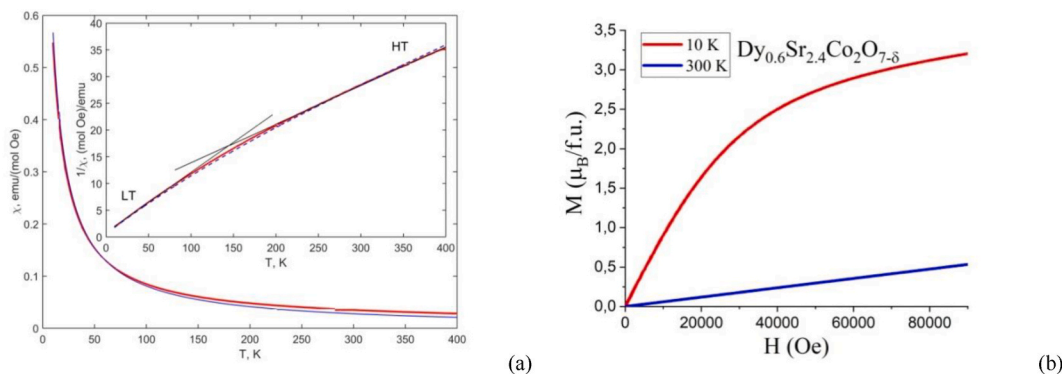 0.6
0.5
0.4
0.3
0.2
0.1
0
χ, emu/(mol Oe)
0 50 100 150 200 250 300 350 400
T, K
40
35
30
25
20
15
10
5
0
1/χ, (mol Oe)/emu
HT
LT
0 50 100 150 200 250 300 350 400
T, K
(a)
10 K
300 K
Dy0.6Sr2.4Co2O7-δ
3,5
3,0
2,5
2,0
1,5
1,0
0,5
0,0
M (μB/f.u.)
0 20000 40000 60000 80000
H (Oe)
(b)